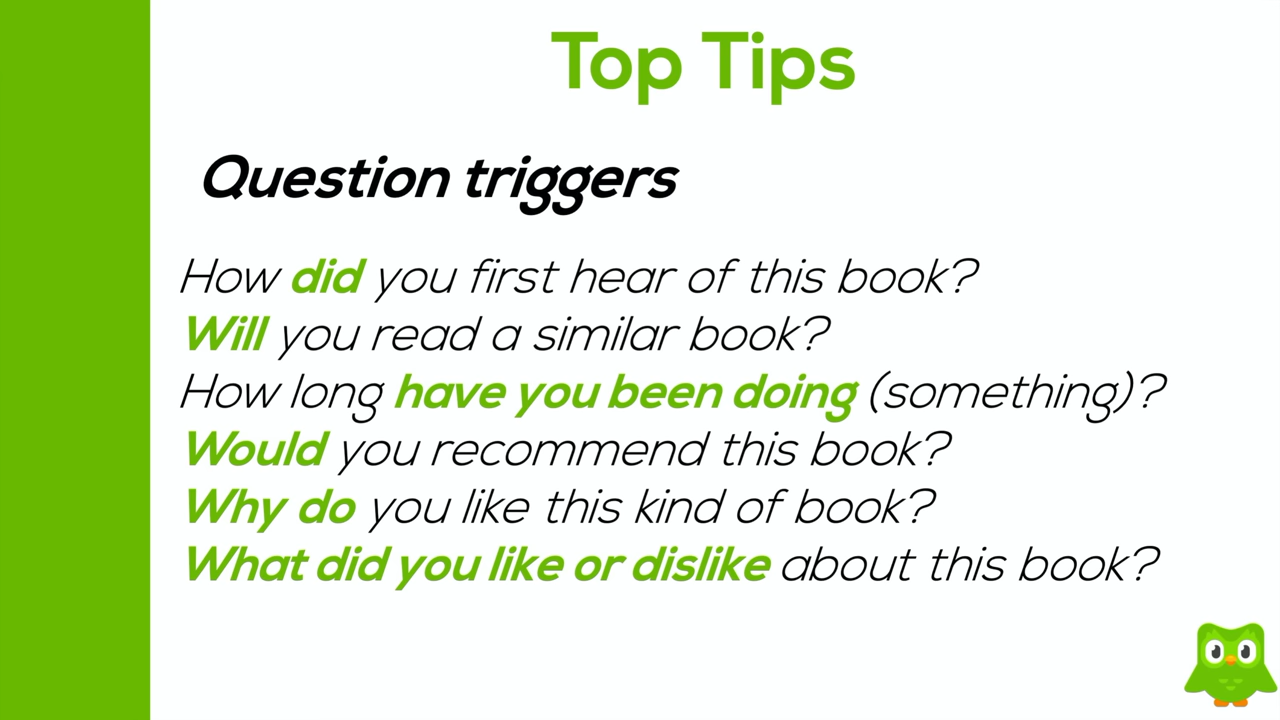 Top Tips
Question triggers
How did you first hear of this book?
Will you read a similar book?
How long have you been doing (something)?
Would you recommend this book?
Why do you like this kind of book?
What did you like or dislike about this book?